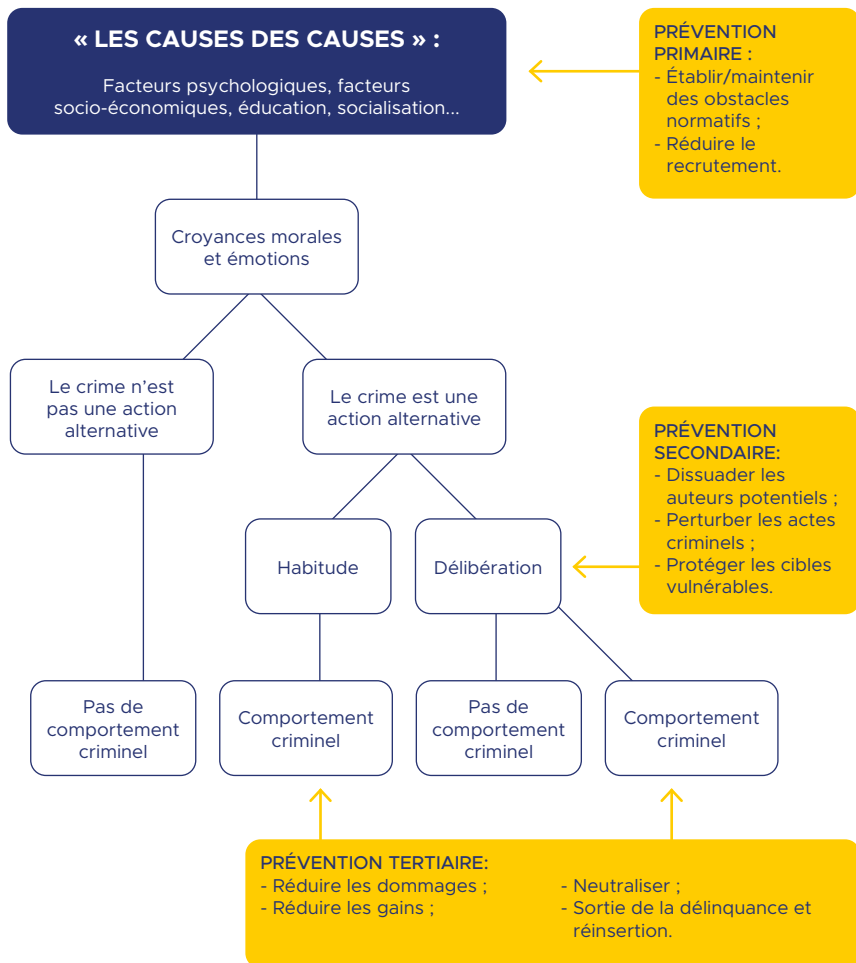 « LES CAUSES DES CAUSES » :
Facteurs psychologiques, facteurs
socio-économiques, éducation, socialisation...
PRÉVENTION
PRIMAIRE :
- Établir/maintenir
des obstacles
normatifs ;
- Réduire le
recrutement.
Croyances morales
et émotions
Le crime n’est
pas une action
alternative
Le crime est une
action alternative
PRÉVENTION
SECONDAIRE:
- Dissuader les
auteurs potentiels ;
- Perturber les actes
criminels ;
- Protéger les cibles
vulnérables.
Habitude
Délibération
Pas de
comportement
criminel
Comportement
criminel
Pas de
comportement
criminel
Comportement
criminel
PRÉVENTION TERTIAIRE:
- Réduire les dommages ;
- Réduire les gains ;
- Neutraliser ;
- Sortie de la délinquance et
réinsertion.